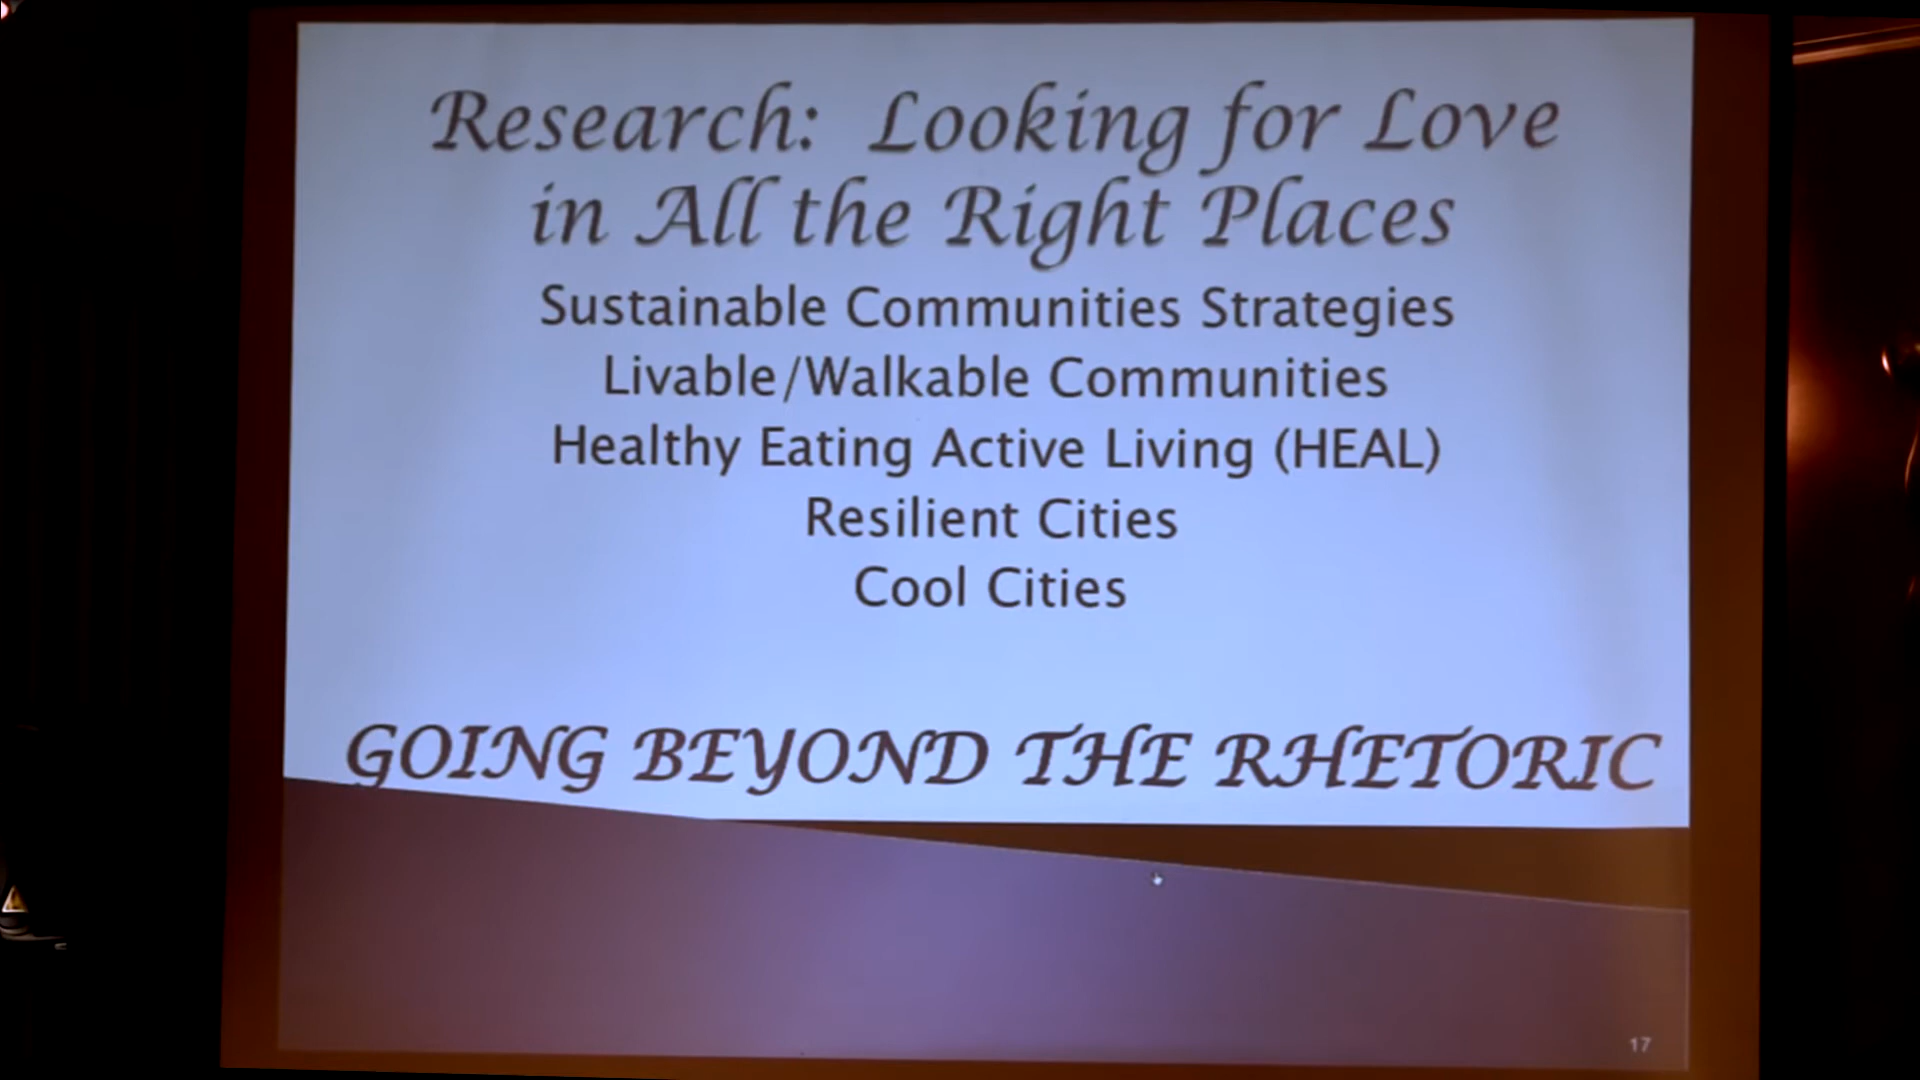 Research: Looking for Love
in All the Right Places
Sustainable Communities Strategies
Livable/Walkable Communities
Healthy Eating Active Living (HEAL)
Resilient Cities
Cool Cities
GOING BEYOND THE RHETORIC
17